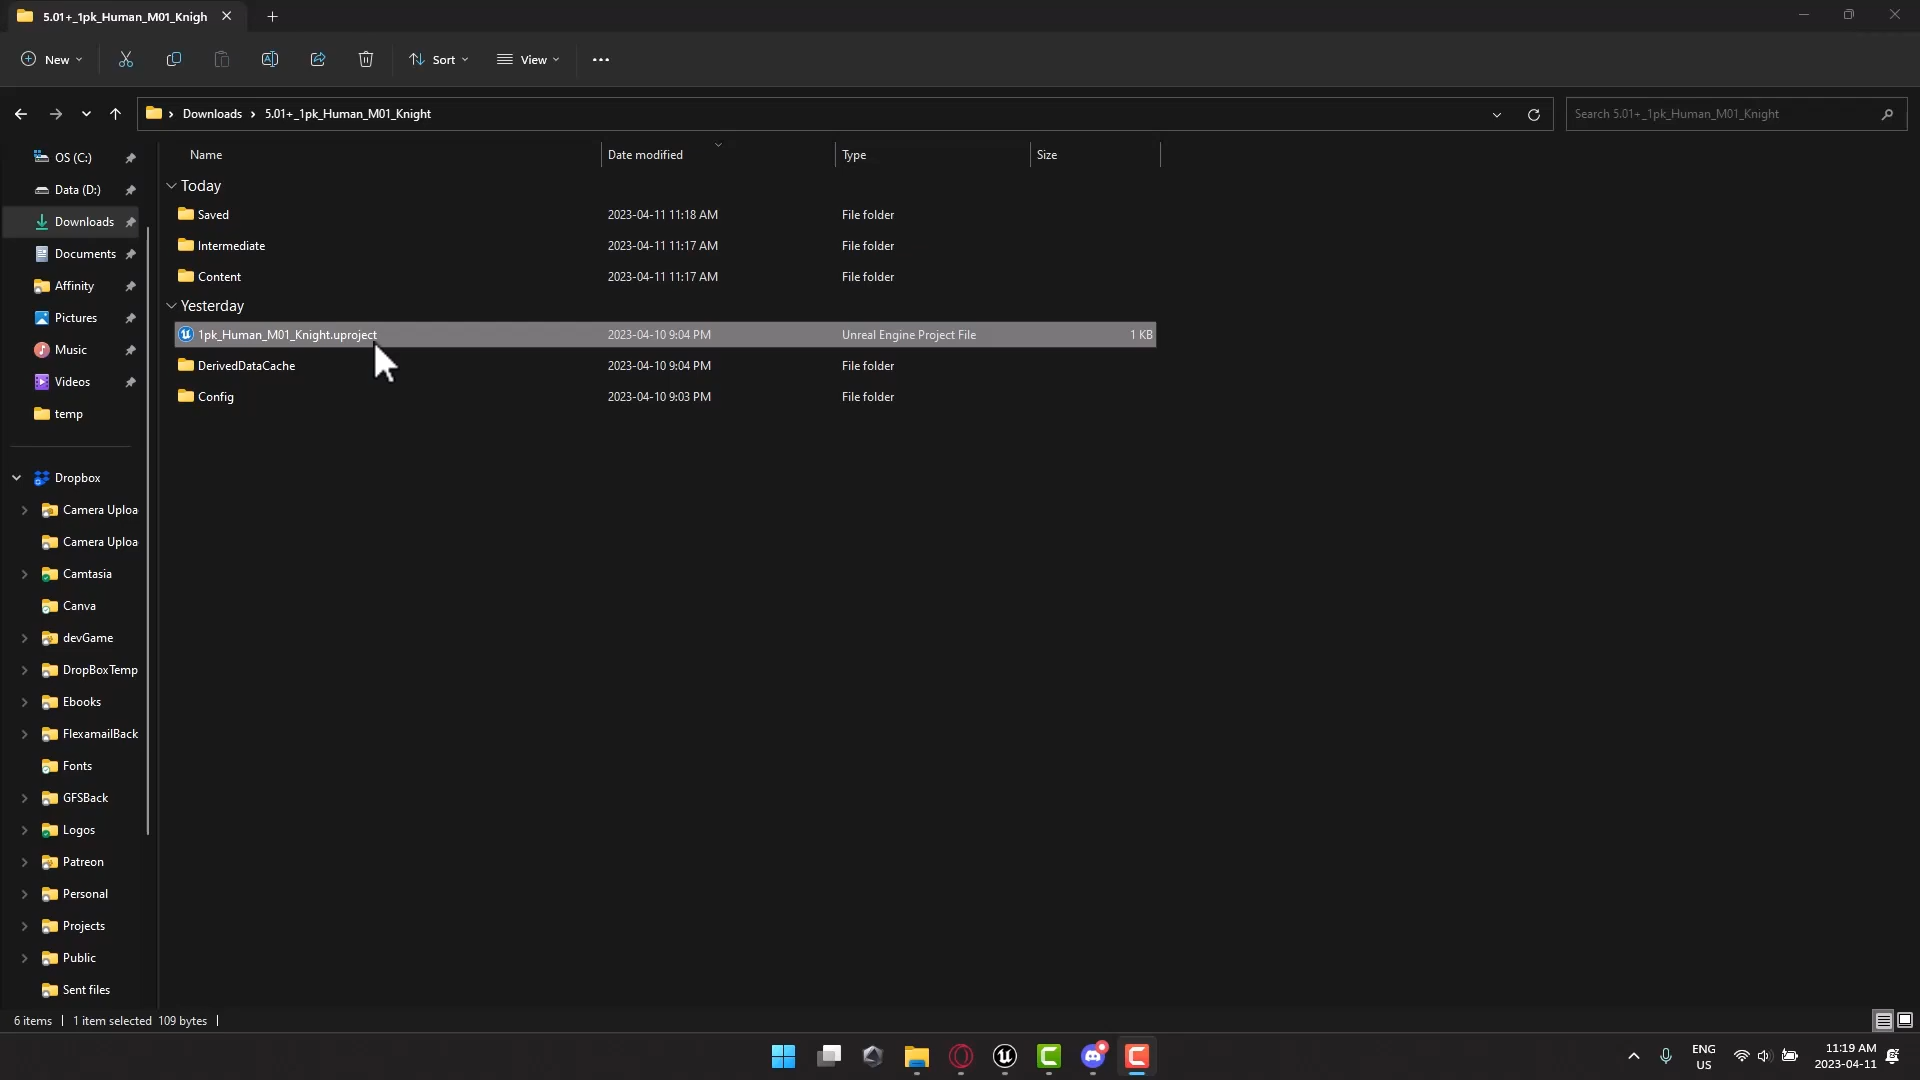 5.01+_1pk_Human_M01_Knigh
New
Sort
View
Downloads
5.01+_1pk_Human_M01_Knight
Search 5.01+_1pk_Human_M01_Knight
Name Date modified Type Size
Today
Saved 2023-04-11 11:18 AM File folder
Intermediate 2023-04-11 11:17 AM File folder
Content 2023-04-11 11:17 AM File folder
Yesterday
1pk_Human_M01_Knight.uproject 2023-04-10 9:04 PM Unreal Engine Project File 1 KB
DerivedDataCache 2023-04-10 9:04 PM File folder
Config 2023-04-10 9:03 PM File folder
OS (C:)
Data (D:)
Downloads
Documents
Affinity
Pictures
Music
Videos
temp
Dropbox
Camera Uploa
Camera Uploa
Camtasia
Canva
devGame
DropBoxTemp
Ebooks
FlexamailBack
Fonts
GFSBack
Logos
Patreon
Personal
Projects
Public
Sent files
6 items 1 item selected 109 bytes
ENG
US
11:19 AM
2023-04-11